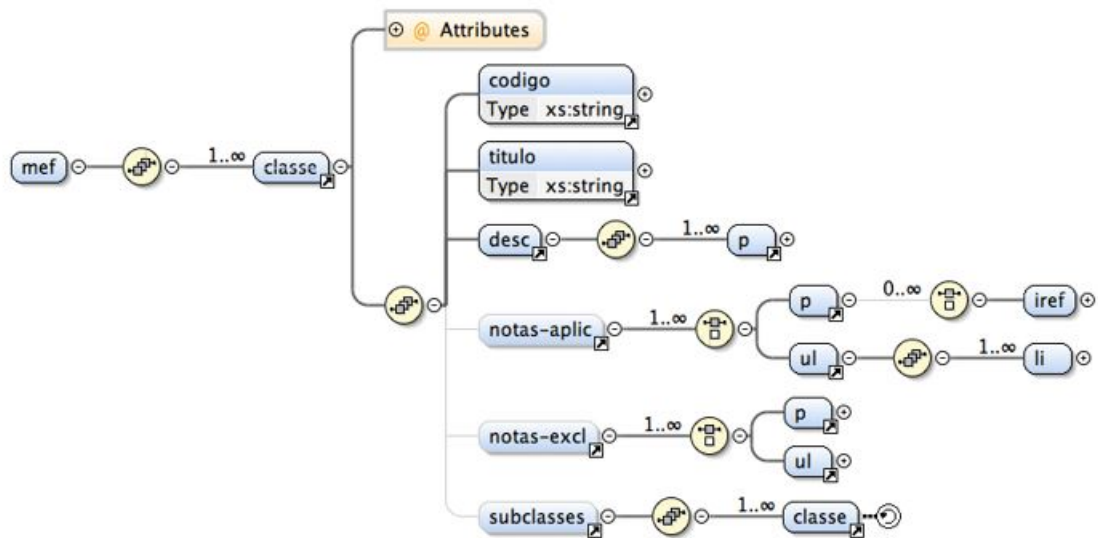 @ Attributes
codigo
Type xs:string
titulo
Type xs:string
mef
1..∞
classe
desc
1..∞
p
notas-aplic
1..∞
p
0..∞
iref
ul
1..∞
li
notas-excl
1..∞
p
ul
subclasses
1..∞
classe